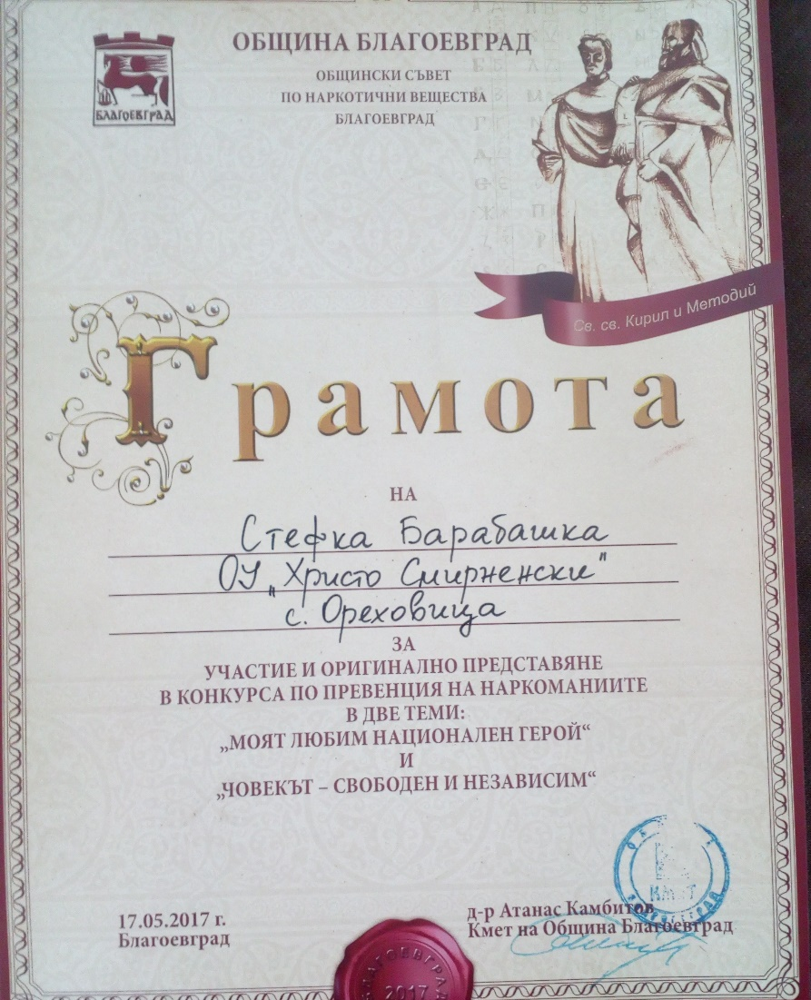 ОБЩИНА БЛАГОЕВГРАД
ОБЩИНСКИ СЪВЕТ
ПО НАРКОТИЧНИ ВЕЩЕСТВА
БЛАГОЕВГРАД
БЛАГОЕВГРАД
Св. св. Кирил и Методий
Грамота
НА
Стефка Барабашка
ОУ „Христо Смирненски"
с. Ореховица
ЗА
УЧАСТИЕ И ОРИГИНАЛНО ПРЕДСТАВЯНЕ
В КОНКУРСА ПО ПРЕВЕНЦИЯ НА НАРКОМАНИИТЕ
В ДВЕ ТЕМИ:
„МОЯТ ЛЮБИМ НАЦИОНАЛЕН ГЕРОЙ“
И
„ЧОВЕКЪТ – СВОБОДЕН И НЕЗАВИСИМ“
17.05.2017 г.
Благоевград
д-р Атанас Камбитов
Кмет на Община Благоевград
КМЕТ
БЛАГОЕВГРАД
2017